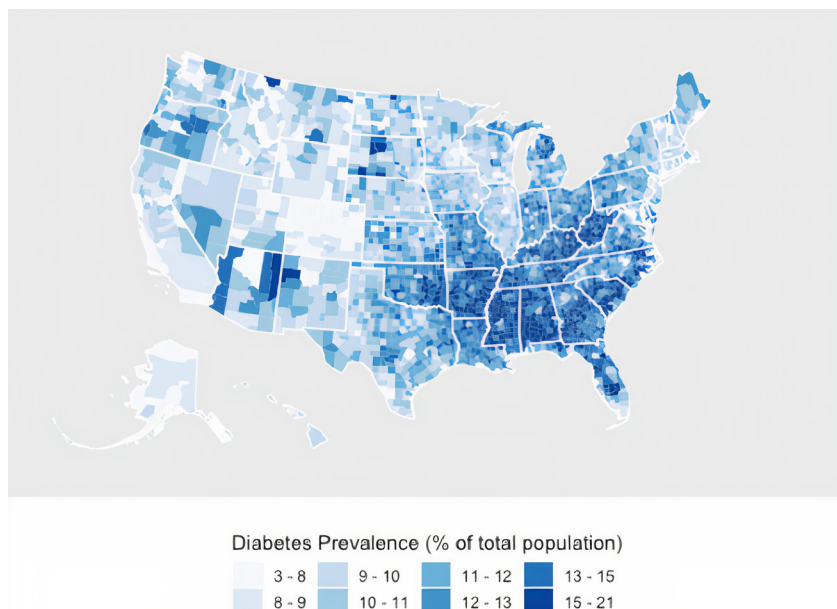 Diabetes Prevalence (% of total population)
3 - 8 9 - 10 11 - 12 13 - 15
8 - 9 10 - 11 12 - 13 15 - 21